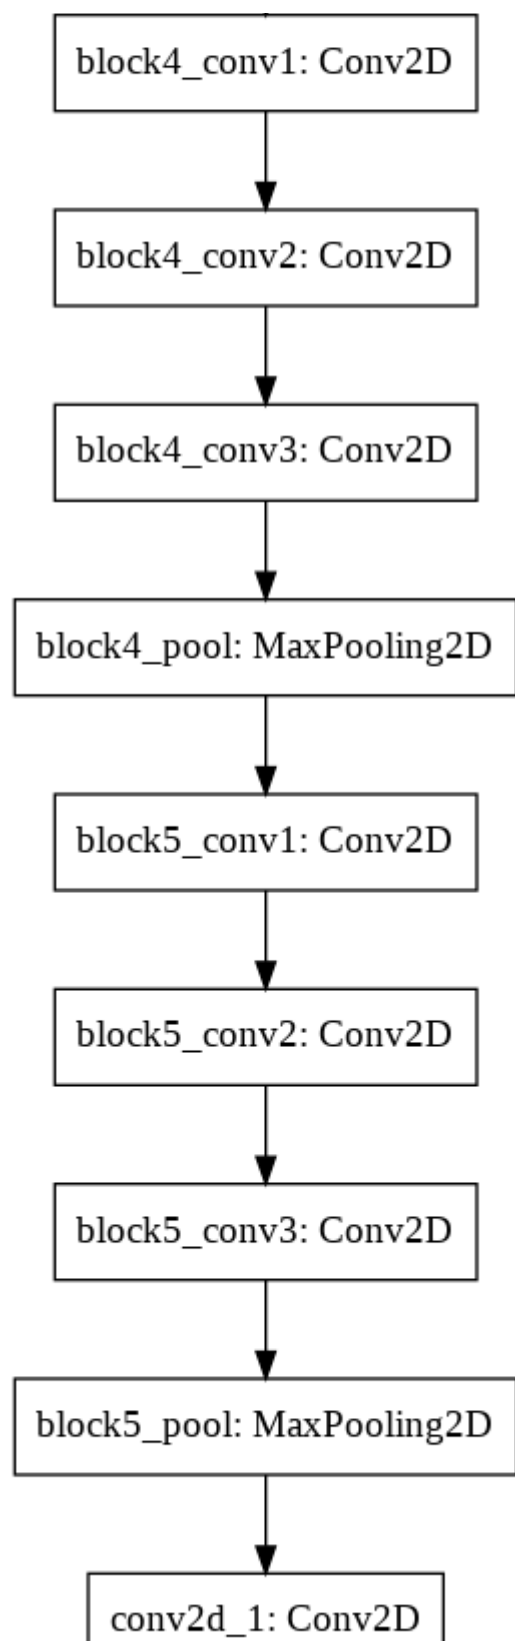 block4_conv1: Conv2D
block4_conv2: Conv2D
block4_conv3: Conv2D
block4_pool: MaxPooling2D
block5_conv1: Conv2D
block5_conv2: Conv2D
block5_conv3: Conv2D
block5_pool: MaxPooling2D
conv2d_1: Conv2D